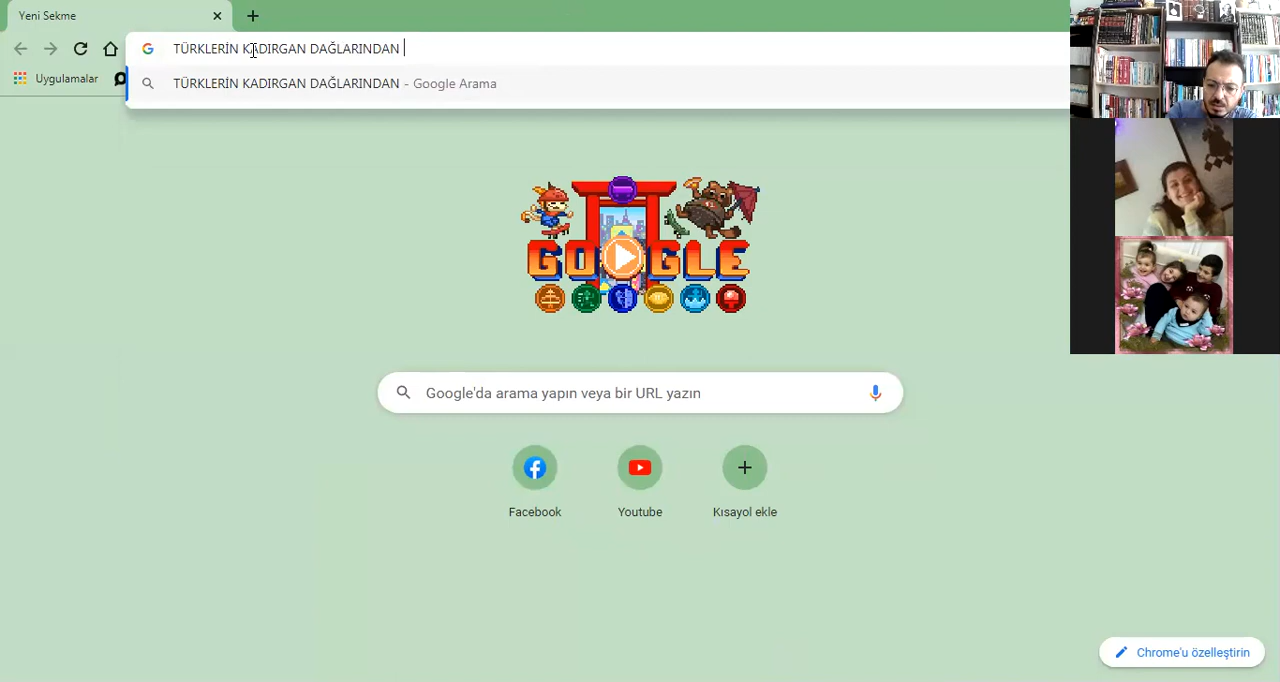 Yeni Sekme
TÜRKLERİN KADIRGAN DAĞLARINDAN
Uygulamalar
TÜRKLERİN KADIRGAN DAĞLARINDAN - Google Arama
GOOGLE
Google'da arama yapın veya bir URL yazın
Facebook
Youtube
Kısayol ekle
Chrome'u özelleştirin